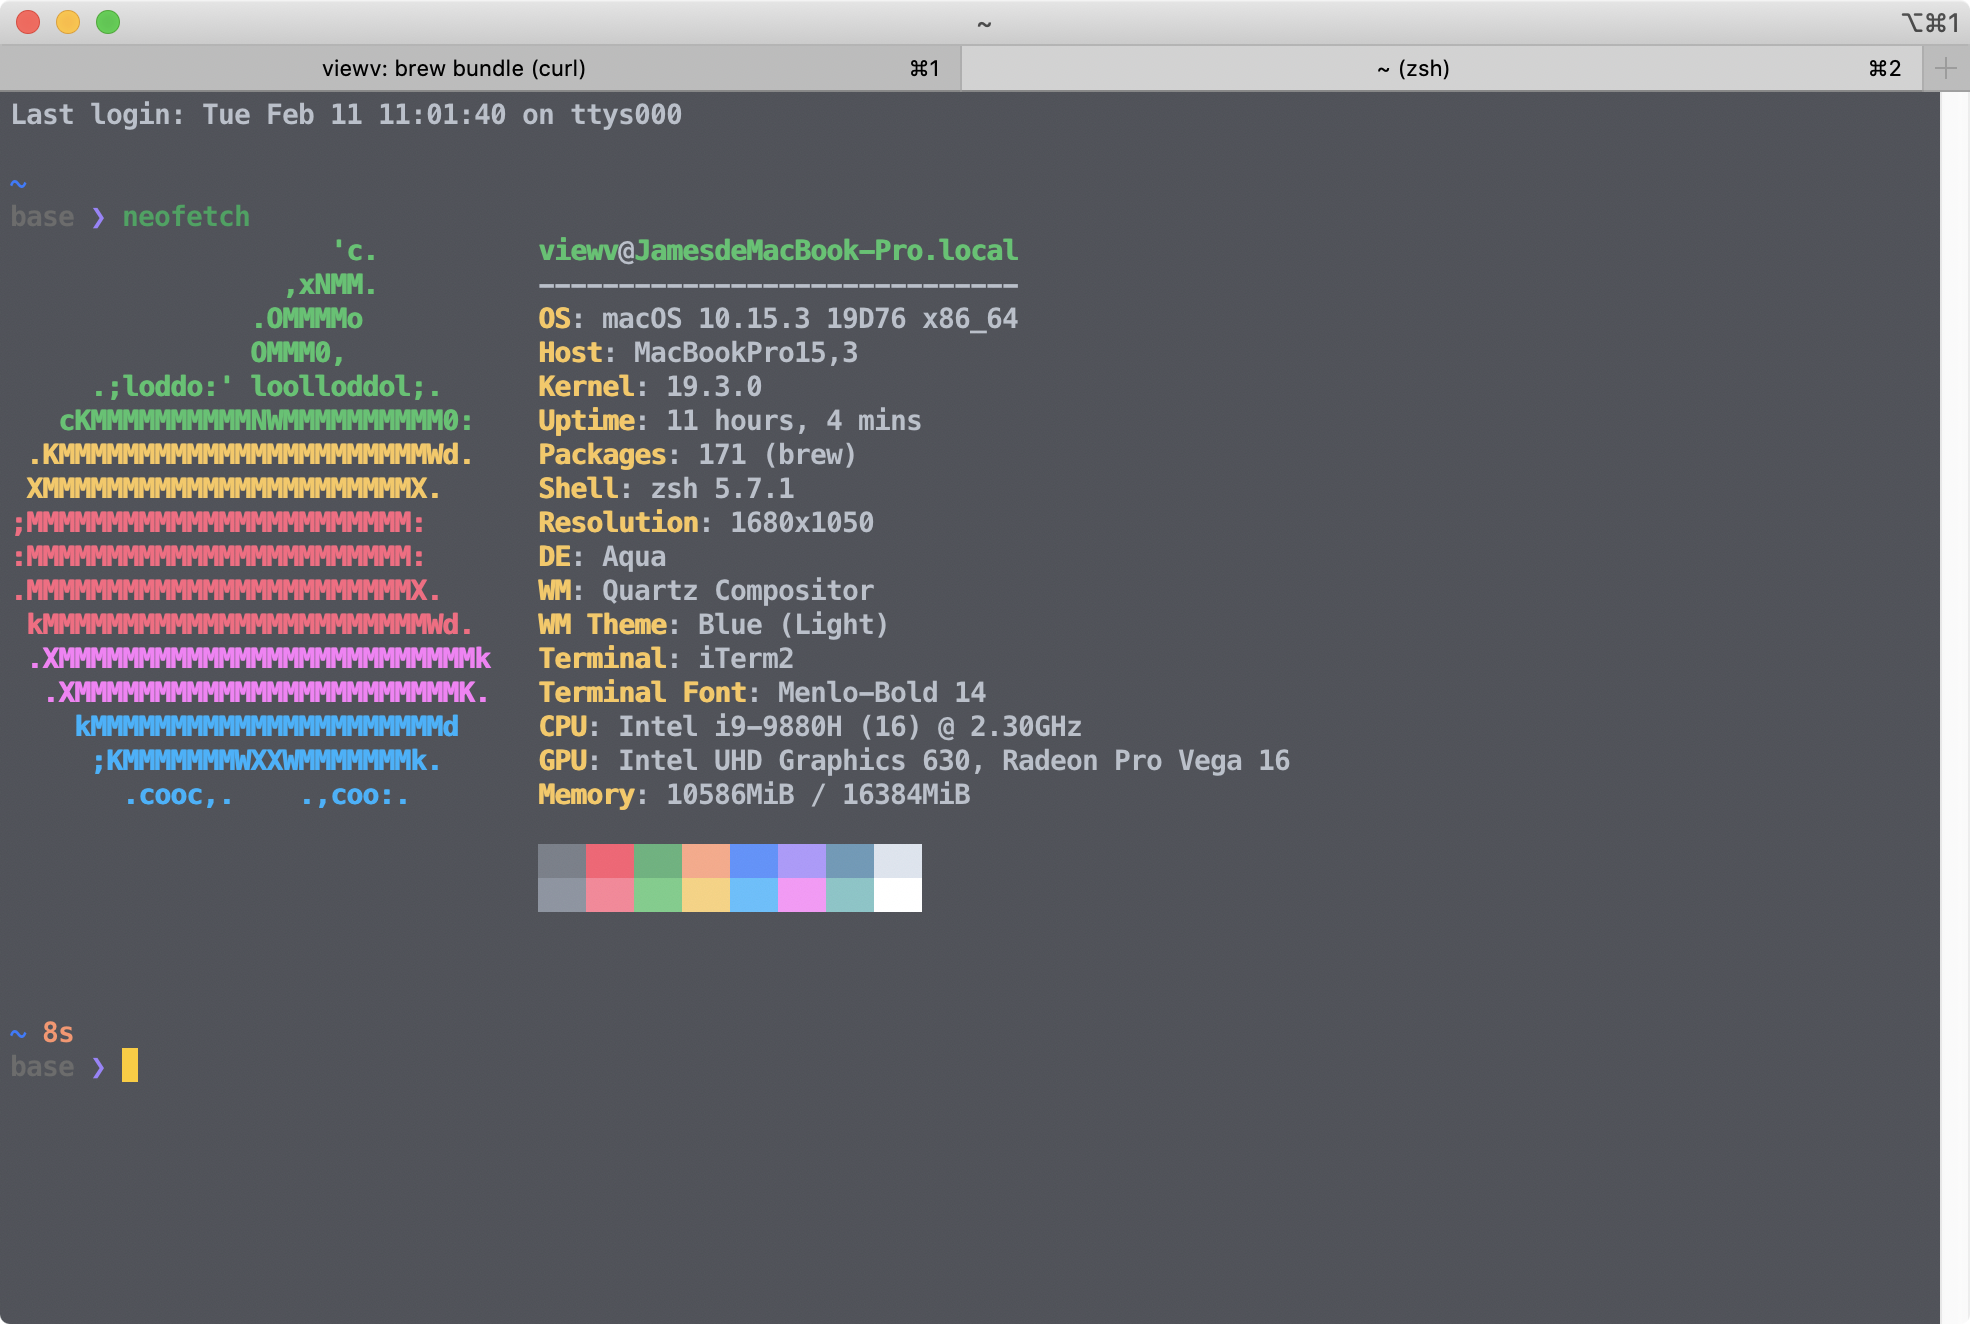 ~ ⌥⌘1
viewv: brew bundle (curl) ⌘1 ~ (zsh) ⌘2
Last login: Tue Feb 11 11:01:40 on ttys000
~
base ❯ neofetch
'c. viewv@JamesdeMacBook-Pro.local
,xNMM. ------------------------------
.OMMMMo OS: macOS 10.15.3 19D76 x86_64
OMMM0, Host: MacBookPro15,3
.;loddo:' loolloddol;. Kernel: 19.3.0
cKMMMMMMMMMMNWMMMMMMMMMM0: Uptime: 11 hours, 4 mins
.KMMMMMMMMMMMMMMMMMMMMMMMWd. Packages: 171 (brew)
XMMMMMMMMMMMMMMMMMMMMMMMX. Shell: zsh 5.7.1
;MMMMMMMMMMMMMMMMMMMMMMMM: Resolution: 1680x1050
:MMMMMMMMMMMMMMMMMMMMMMMM: DE: Aqua
.MMMMMMMMMMMMMMMMMMMMMMMMX. WM: Quartz Compositor
kMMMMMMMMMMMMMMMMMMMMMMMMWd. WM Theme: Blue (Light)
.XMMMMMMMMMMMMMMMMMMMMMMMMMMk Terminal: iTerm2
.XMMMMMMMMMMMMMMMMMMMMMMMMK. Terminal Font: Menlo-Bold 14
kMMMMMMMMMMMMMMMMMMMMMMd CPU: Intel i9-9880H (16) @ 2.30GHz
;KMMMMMMMWXXWMMMMMMMk. GPU: Intel UHD Graphics 630, Radeon Pro Vega 16
.cooc,. .,coo:. Memory: 10586MiB / 16384MiB
~ 8s
base ❯